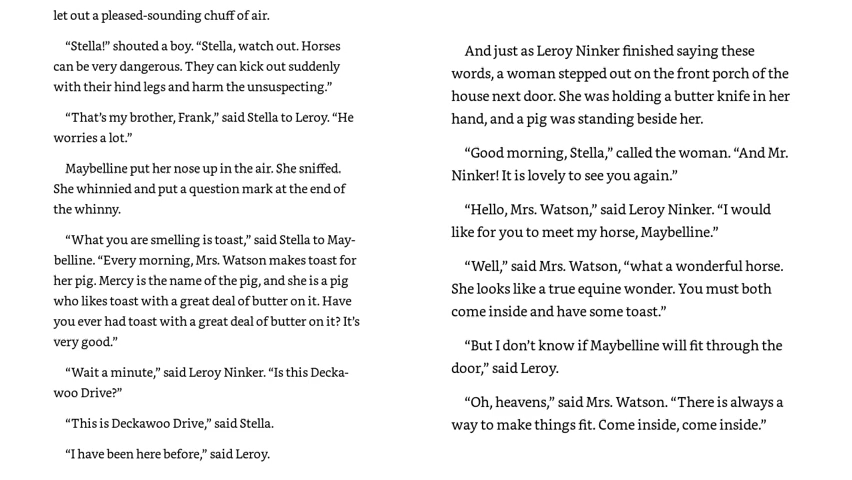 let out a pleased-sounding chuff of air.
“Stella!” shouted a boy. “Stella, watch out. Horses
can be very dangerous. They can kick out suddenly
with their hind legs and harm the unsuspecting.”
“That’s my brother, Frank,” said Stella to Leroy. “He
worries a lot.”
Maybelline put her nose up in the air. She sniffed.
She whinnied and put a question mark at the end of
the whinny.
“What you are smelling is toast,” said Stella to May-
belline. “Every morning, Mrs. Watson makes toast for
her pig. Mercy is the name of the pig, and she is a pig
who likes toast with a great deal of butter on it. Have
you ever had toast with a great deal of butter on it? It’s
very good.”
“Wait a minute,” said Leroy Ninker. “Is this Decka-
woo Drive?”
“This is Deckawoo Drive,” said Stella.
“I have been here before,” said Leroy.
And just as Leroy Ninker finished saying these
words, a woman stepped out on the front porch of the
house next door. She was holding a butter knife in her
hand, and a pig was standing beside her.
“Good morning, Stella,” called the woman. “And Mr.
Ninker! It is lovely to see you again.”
“Hello, Mrs. Watson,” said Leroy Ninker. “I would
like for you to meet my horse, Maybelline.”
“Well,” said Mrs. Watson, “what a wonderful horse.
She looks like a true equine wonder. You must both
come inside and have some toast.”
“But I don’t know if Maybelline will fit through the
door,” said Leroy.
“Oh, heavens,” said Mrs. Watson. “There is always a
way to make things fit. Come inside, come inside.”